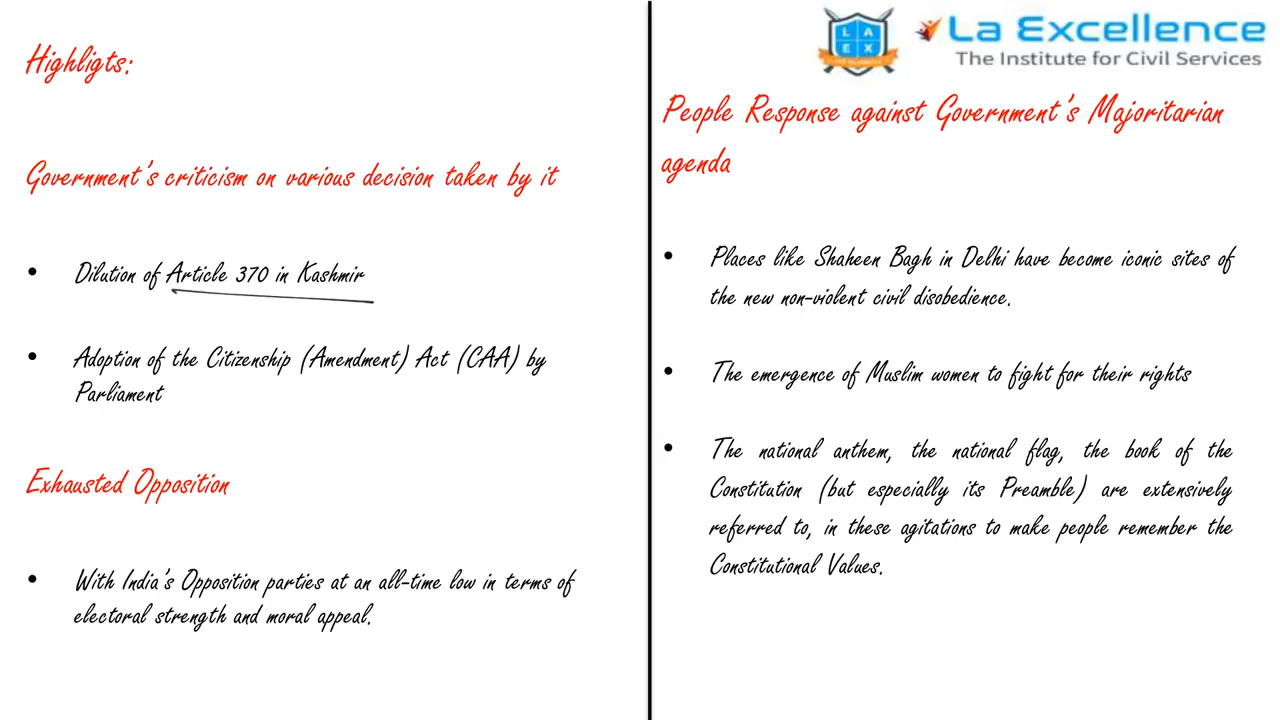 Highligts:
Government's criticism on various decision taken by it
• Dilution of Article 370 in Kashmir
• Adoption of the Citizenship (Amendment) Act (CAA) by
Parliament
Exhausted Opposition
• With India's Opposition parties at an all-time low in terms of
electoral strength and moral appeal.
LA
EX
La Excellence
The Institute for Civil Services
People Response against Government's Majoritarian
agenda
• Places like Shaheen Bagh in Delhi have become iconic sites of
the new non-violent civil disobedience.
• The emergence of Muslim women to fight for their rights
• The national anthem, the national flag, the book of the
Constitution (but especially its Preamble) are extensively
referred to, in these agitations to make people remember the
Constitutional Values.